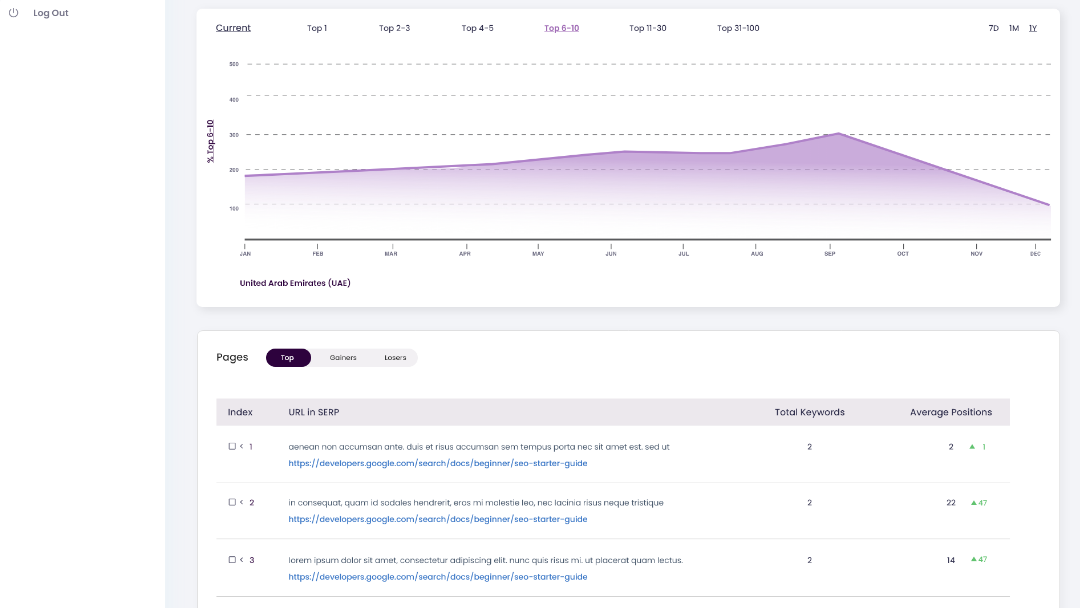 Log Out
Current Top 1 Top 2-3 Top 4-5 Top 6-10 Top 11-30 Top 31-100 7D 1M 1Y
500
400
% Top 6-10
300
200
100
JAN FEB MAR APR MAY JUN JUL AUG SEP OCT NOV DEC
United Arab Emirates (UAE)
Pages Top Gainers Losers
Index URL in SERP Total Keywords Average Positions
< 1 aenean non accumsan ante. duis et risus accumsan sem tempus porta nec sit amet est. sed ut 2 2 ▲ 1
https://developers.google.com/search/docs/beginner/seo-starter-guide
< 2 in consequat, quam id sodales hendrerit, eros mi molestie leo, nec lacinia risus neque tristique 2 22 ▲47
https://developers.google.com/search/docs/beginner/seo-starter-guide
< 3 lorem ipsum dolor sit amet, consectetur adipiscing elit. nunc quis risus mi. ut placerat quam lectus. 2 14 ▲47
https://developers.google.com/search/docs/beginner/seo-starter-guide